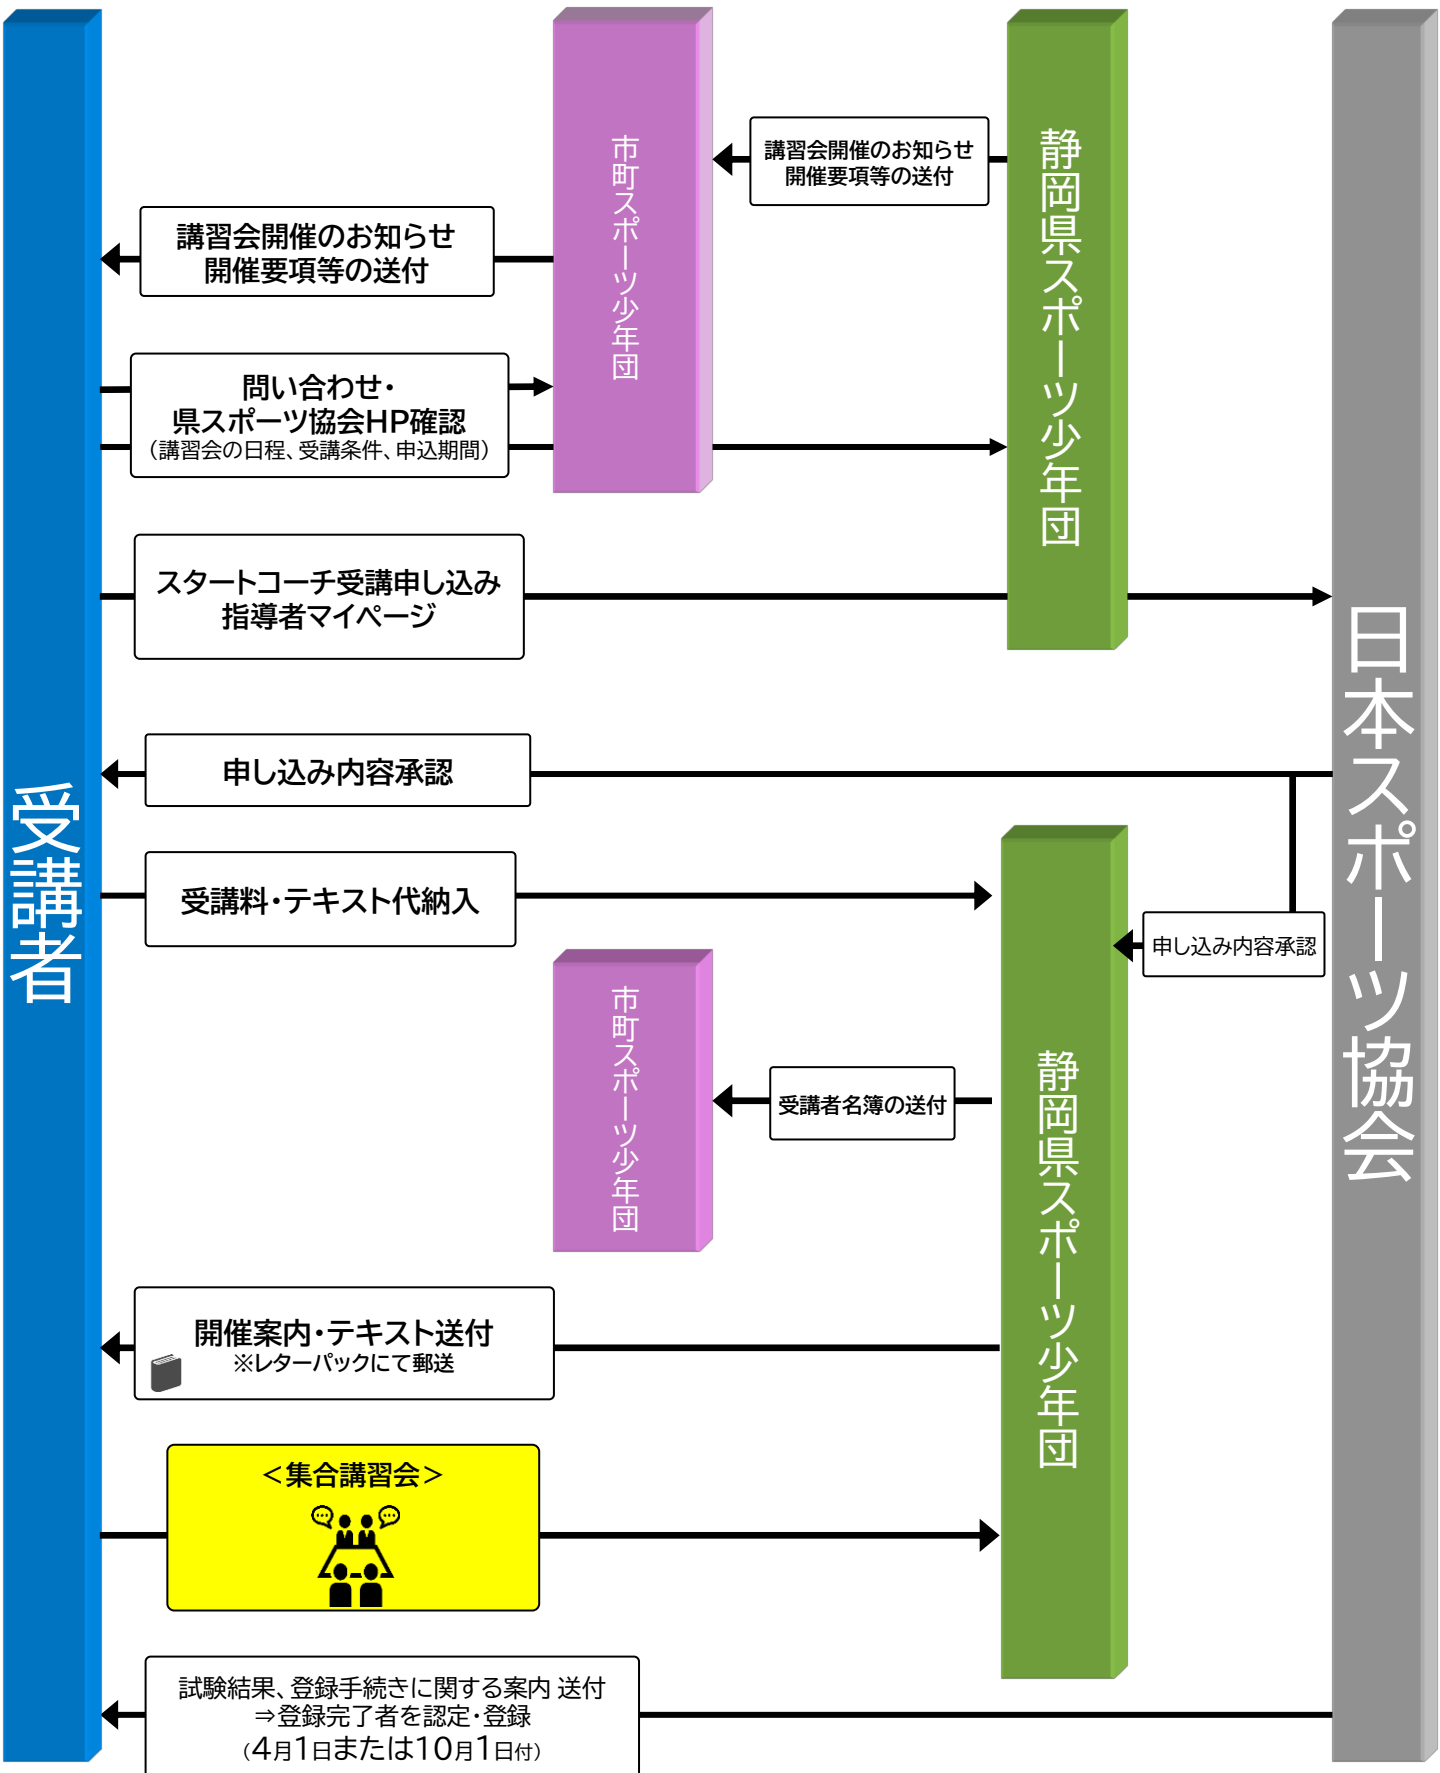 市町スポーツ少年団
静岡県スポーツ少年団
講習会開催のお知らせ
開催要項等の送付
講習会開催のお知らせ
開催要項等の送付
問い合わせ・
県スポーツ協会HP確認
（講習会の日程、受講条件、申込期間）
スタートコーチ受講申し込み
指導者マイページ
日本スポーツ協会
受講者
申し込み内容承認
受講料・テキスト代納入
申し込み内容承認
市町スポーツ少年団
静岡県スポーツ少年団
受講者名簿の送付
開催案内・テキスト送付
※レターパックにて郵送
＜集合講習会＞
試験結果、登録手続きに関する案内 送付
⇒登録完了者を認定・登録
（4月1日または10月1日付）